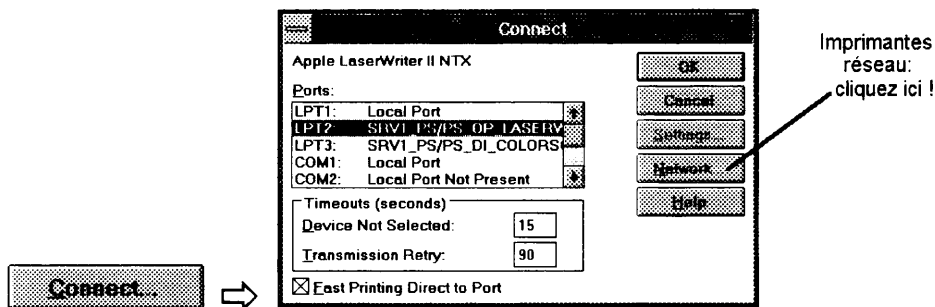 Connect
Apple LaserWriter II NTX
Ports:
LPT1: Local Port
LPT2: SRV1_PS/PS_OP_LASERW
LPT3: SRV1_PS/PS_DI_COLORS
COM1: Local Port
COM2: Local Port Not Present
Timeouts (seconds)
Device Not Selected: 15
Transmission Retry: 90
Fast Printing Direct to Port
OK
Cancel
Settings...
Network...
Help
Imprimantes
réseau:
cliquez ici !
Connect...